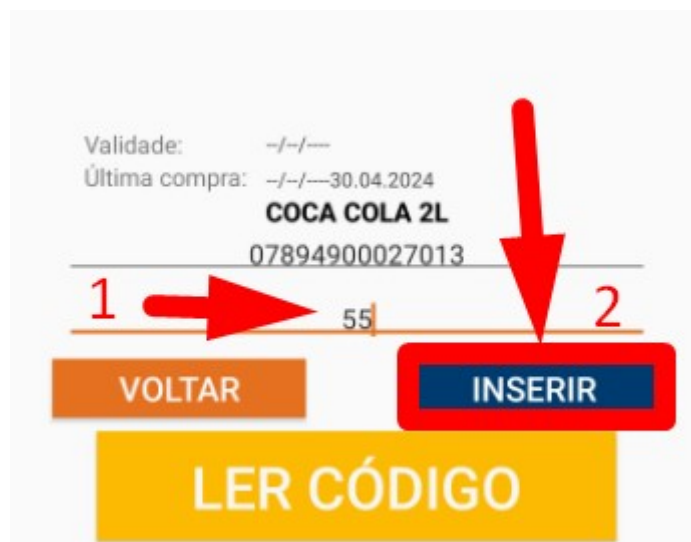 Validade: --/--/----
Última compra: --/--/----30.04.2024
COCA COLA 2L
07894900027013
1 55 2
VOLTAR INSERIR
LER CÓDIGO